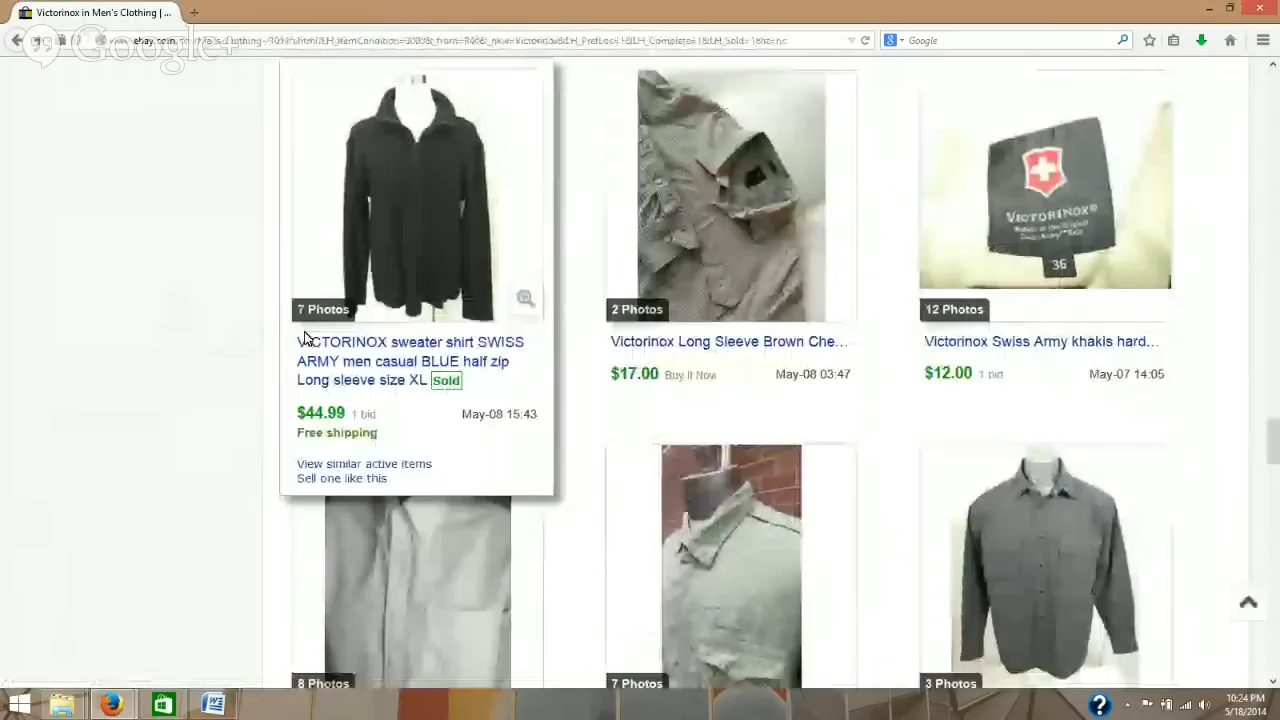 Victorinox in Men's Clothing | ...
Google+
Google
7 Photos
VICTORINOX sweater shirt SWISS
ARMY men casual BLUE half zip
Long sleeve size XL Sold
$44.99 1 bid May-08 15:43
Free shipping
View similar active items
Sell one like this
2 Photos
Victorinox Long Sleeve Brown Che...
$17.00 Buy It Now May-08 03:47
VICTORINOX®
36
12 Photos
Victorinox Swiss Army khakis hard...
$12.00 1 bid May-07 14:05
8 Photos
7 Photos
3 Photos
10:24 PM
5/18/2014